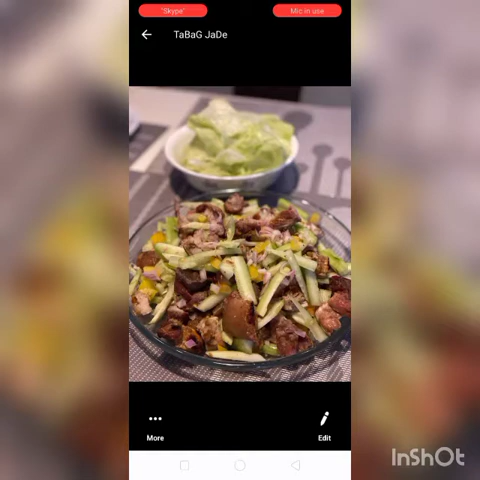 "Skype"
Mic in use
TaBaG JaDe
More
Edit
InShOt